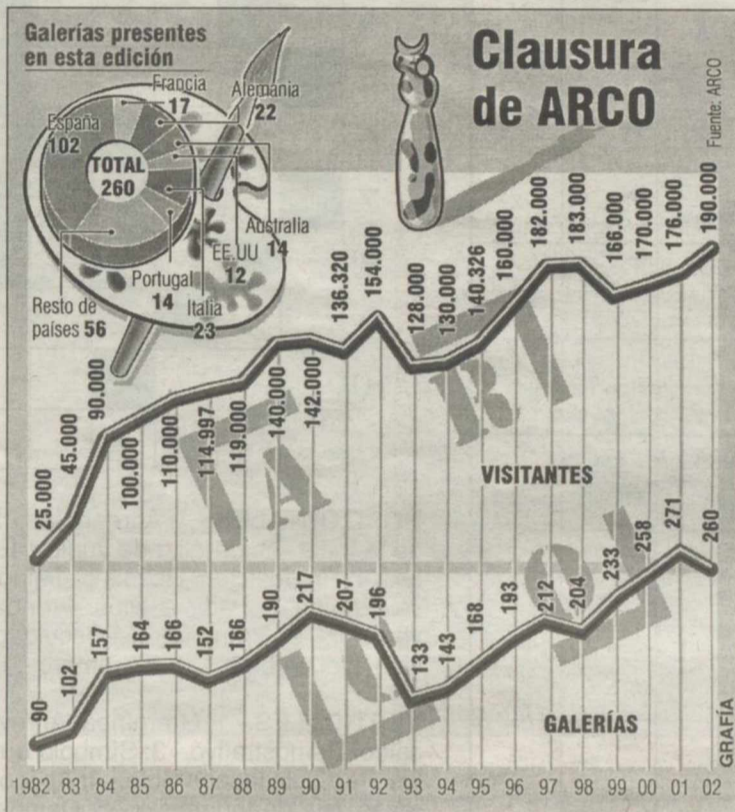 Galerías presentes
en esta edición
Clausura
de ARCO
Fuente: ARCO
Francia
17
Alemania
22
España
102
TOTAL
260
Australia
14
EE.UU
12
Italia
23
Portugal
14
Resto de
países 56
25.000
45.000
90.000
100.000
110.000
114.997
119.000
140.000
142.000
136.320
154.000
128.000
130.000
140.326
160.000
182.000
183.000
166.000
170.000
176.000
190.000
A
R
T
VISITANTES
90
102
157
164
166
152
166
190
217
207
196
133
143
168
193
212
204
233
258
271
260
GALERÍAS
GRAFÍA
1982 83 84 85 86 87 88 89 90 91 92 93 94 95 96 97 98 99 00 01 02